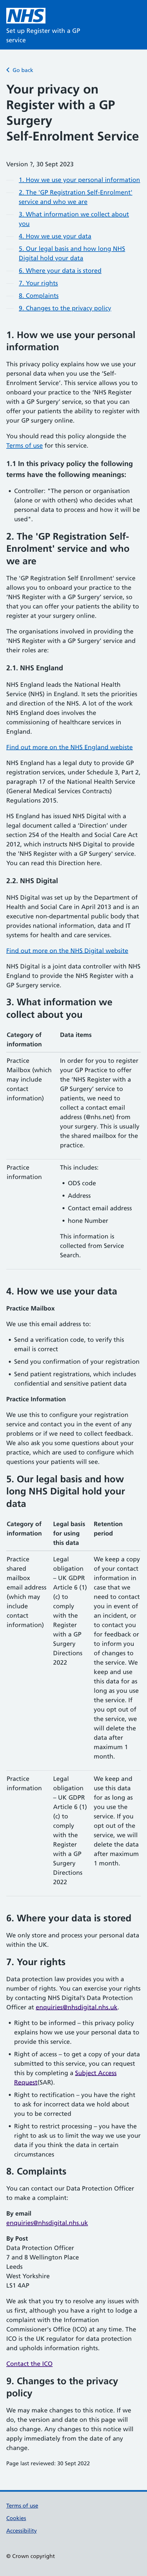 NHS
Set up Register with a GP
service
Go back
Your privacy on
Register with a GP
Surgery
Self-Enrolment Service
Version 7, 30 Sept 2023
1. How we use your personal information
2. The 'GP Registration Self-Enrolment'
service and who we are
3. What information we collect about
you
4. How we use your data
5. Our legal basis and how long NHS
Digital hold your data
6. Where your data is stored
7. Your rights
8. Complaints
9. Changes to the privacy policy
1. How we use your personal
information
This privacy policy explains how we use your
personal data when you use the 'Self-
Enrolment service'. This service allows you to
onboard your practice to the 'NHS Register
with a GP Surgery' service, so that you can
offer your patients the ability to register with
your GP surgery online.
You should read this policy alongside the
Terms of use for this service.
1.1 In this privacy policy the following
terms have the following meanings:
Controller: "The person or organisation
(alone or with others) who decides what
personal data to process and how it will be
used".
2. The 'GP Registration Self-
Enrolment' service and who
we are
The 'GP Registration Self Enrollment' service
allows you to onboard your practice to the
'NHS Register with a GP Surgery' service, so
that you can offer your patients the ability to
register at your surgery online.
The organisations involved in providing the
'NHS Register with a GP Surgery' service and
their roles are:
2.1. NHS England
NHS England leads the National Health
Service (NHS) in England. It sets the priorities
and direction of the NHS. A lot of the work
NHS England does involves the
commissioning of healthcare services in
England.
Find out more on the NHS England webiste
NHS England has a legal duty to provide GP
registration services, under Schedule 3, Part 2,
paragraph 17 of the National Health Service
(General Medical Services Contracts)
Regulations 2015.
HS England has issued NHS Digital with a
legal document called a 'Direction' under
section 254 of the Health and Social Care Act
2012, which instructs NHS Digital to provide
the 'NHS Register with a GP Surgery' service.
You can read this Direction here.
2.2. NHS Digital
NHS Digital was set up by the Department of
Health and Social Care in April 2013 and is an
executive non-departmental public body that
provides national information, data and IT
systems for health and care services.
Find out more on the NHS Digital website
NHS Digital is a joint data controller with NHS
England to provide the NHS Register with a
GP Surgery service.
3. What information we
collect about you
Category of
information
Data items
Practice
Mailbox (which
may include
contact
information)
In order for you to register
your GP Practice to offer
the 'NHS Register with a
GP Surgery' service to
patients, we need to
collect a contact email
address (@nhs.net) from
your surgery. This is usually
the shared mailbox for the
practice.
Practice
information
This includes:
ODS code
Address
Contact email address
hone Number
This information is
collected from Service
Search.
4. How we use your data
Practice Mailbox
We use this email address to:
Send a verification code, to verify this
email is correct
Send you confirmation of your registration
Send patient registrations, which includes
confidential and sensitive patient data
Practice Information
We use this to configure your registration
service and contact you in the event of any
problems or if we need to collect feedback.
We also ask you some questions about your
practice, which are used to configure which
questions your patients will see.
5. Our legal basis and how
long NHS Digital hold your
data
Category of
information
Legal basis
for using
this data
Retention
period
Practice
shared
mailbox
email address
(which may
include
contact
information)
Legal
obligation
– UK GDPR
Article 6 (1)
(c) to
comply
with the
Register
with a GP
Surgery
Directions
2022
We keep a copy
of your contact
information in
case that we
need to contact
you in event of
an incident, or
to contact you
for feedback or
to inform you
of changes to
the service. We
keep and use
this data for as
long as you use
the service. If
you opt out of
the service, we
will delete the
data after
maximum 1
month.
Practice
information
Legal
obligation
– UK GDPR
Article 6 (1)
(c) to
comply
with the
Register
with a GP
Surgery
Directions
2022
We keep and
use this data
for as long as
you use the
service. If you
opt out of the
service, we will
delete the data
after maximum
1 month.
6. Where your data is stored
We only store and process your personal data
within the UK.
7. Your rights
Data protection law provides you with a
number of rights. You can exercise your rights
by contacting NHS Digital's Data Protection
Officer at enquiries@nhsdigital.nhs.uk.
Right to be informed – this privacy policy
explains how we use your personal data to
provide this service.
Right of access – to get a copy of your data
submitted to this service, you can request
this by completing a Subject Access
Request(SAR).
Right to rectification – you have the right
to ask for incorrect data we hold about
you to be corrected
Right to restrict processing – you have the
right to ask us to limit the way we use your
data if you think the data in certain
circumstances
8. Complaints
You can contact our Data Protection Officer
to make a complaint:
By email
enquiries@nhsdigital.nhs.uk
By Post
Data Protection Officer
7 and 8 Wellington Place
Leeds
West Yorkshire
LS1 4AP
We ask that you try to resolve any issues with
us first, although you have a right to lodge a
complaint with the Information
Commissioner's Office (ICO) at any time. The
ICO is the UK regulator for data protection
and upholds information rights.
Contact the ICO
9. Changes to the privacy
policy
We may make changes to this notice. If we
do, the version and date on this page will
also change. Any changes to this notice will
apply immediately from the date of any
change.
Page last reviewed: 30 Sept 2022
Terms of use
Cookies
Accessibility
© Crown copyright